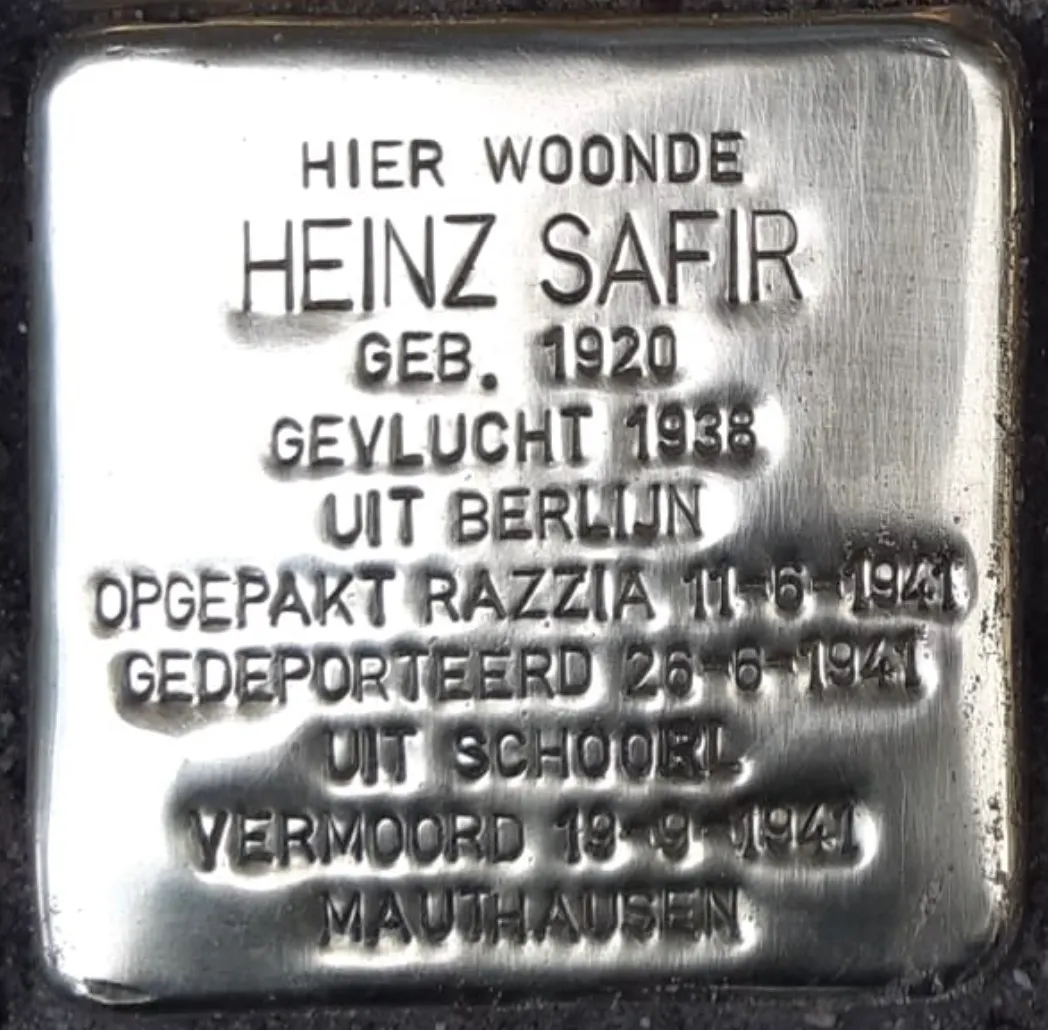 HIER WOONDE
HEINZ SAFIR
GEB. 1920
GEVLUCHT 1938
UIT BERLIJN
OPGEPAKT RAZZIA 11-6-1941
GEDEPORTEERD 26-6-1941
UIT SCHOORL
VERMOORD 19-9-1941
MAUTHAUSEN